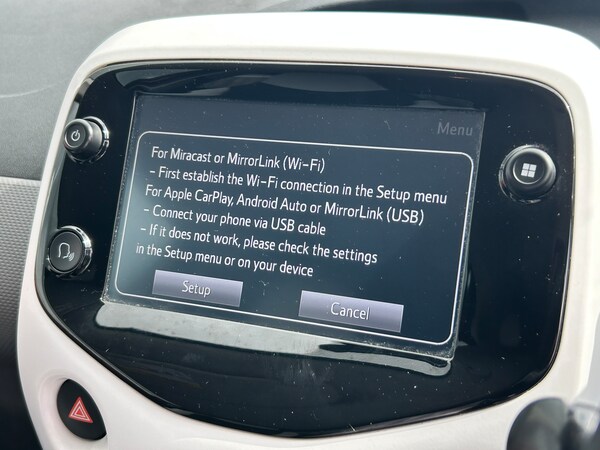 Menu
For Miracast or MirrorLink (Wi-Fi)
- First establish the Wi-Fi connection in the Setup menu
For Apple CarPlay, Android Auto or MirrorLink (USB)
- Connect your phone via USB cable
- If it does not work, please check the settings
in the Setup menu or on your device
Setup
Cancel